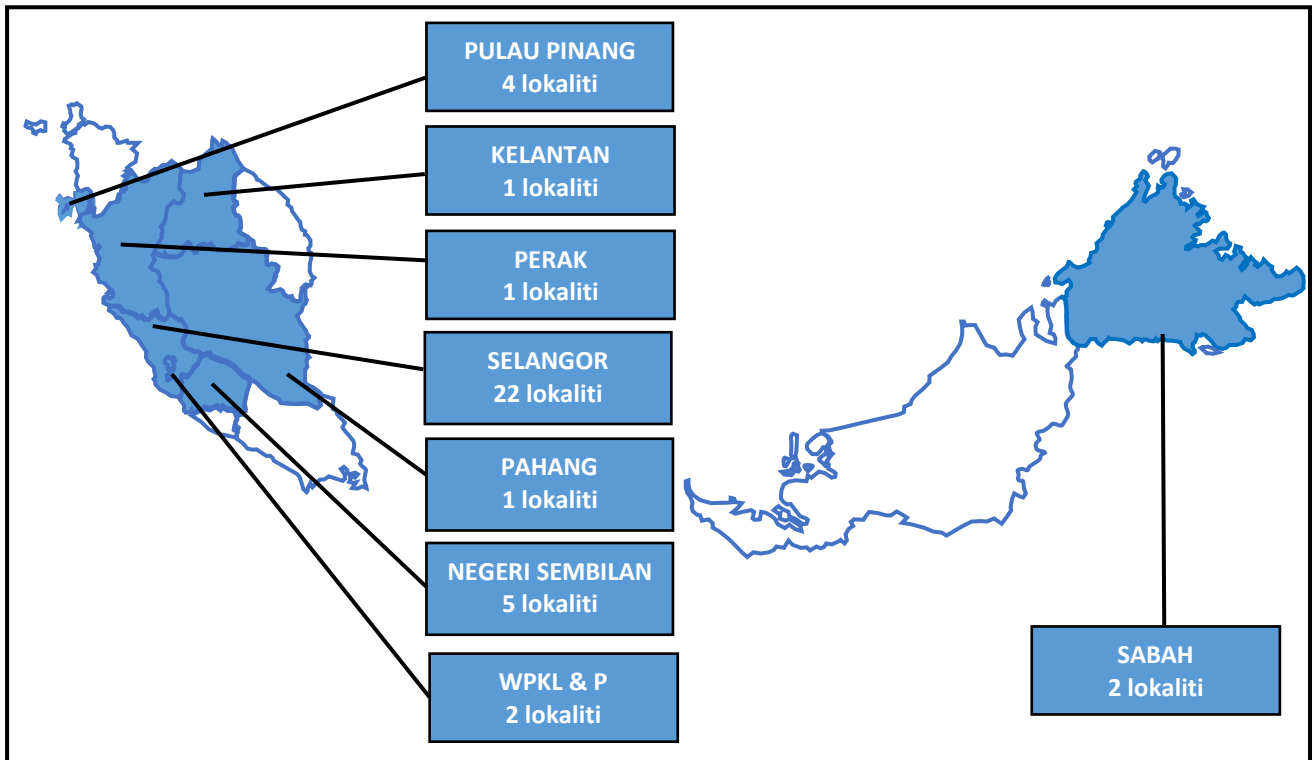 PULAU PINANG
4 lokaliti
KELANTAN
1 lokaliti
PERAK
1 lokaliti
SELANGOR
22 lokaliti
PAHANG
1 lokaliti
NEGERI SEMBILAN
5 lokaliti
WPKL & P
2 lokaliti
SABAH
2 lokaliti